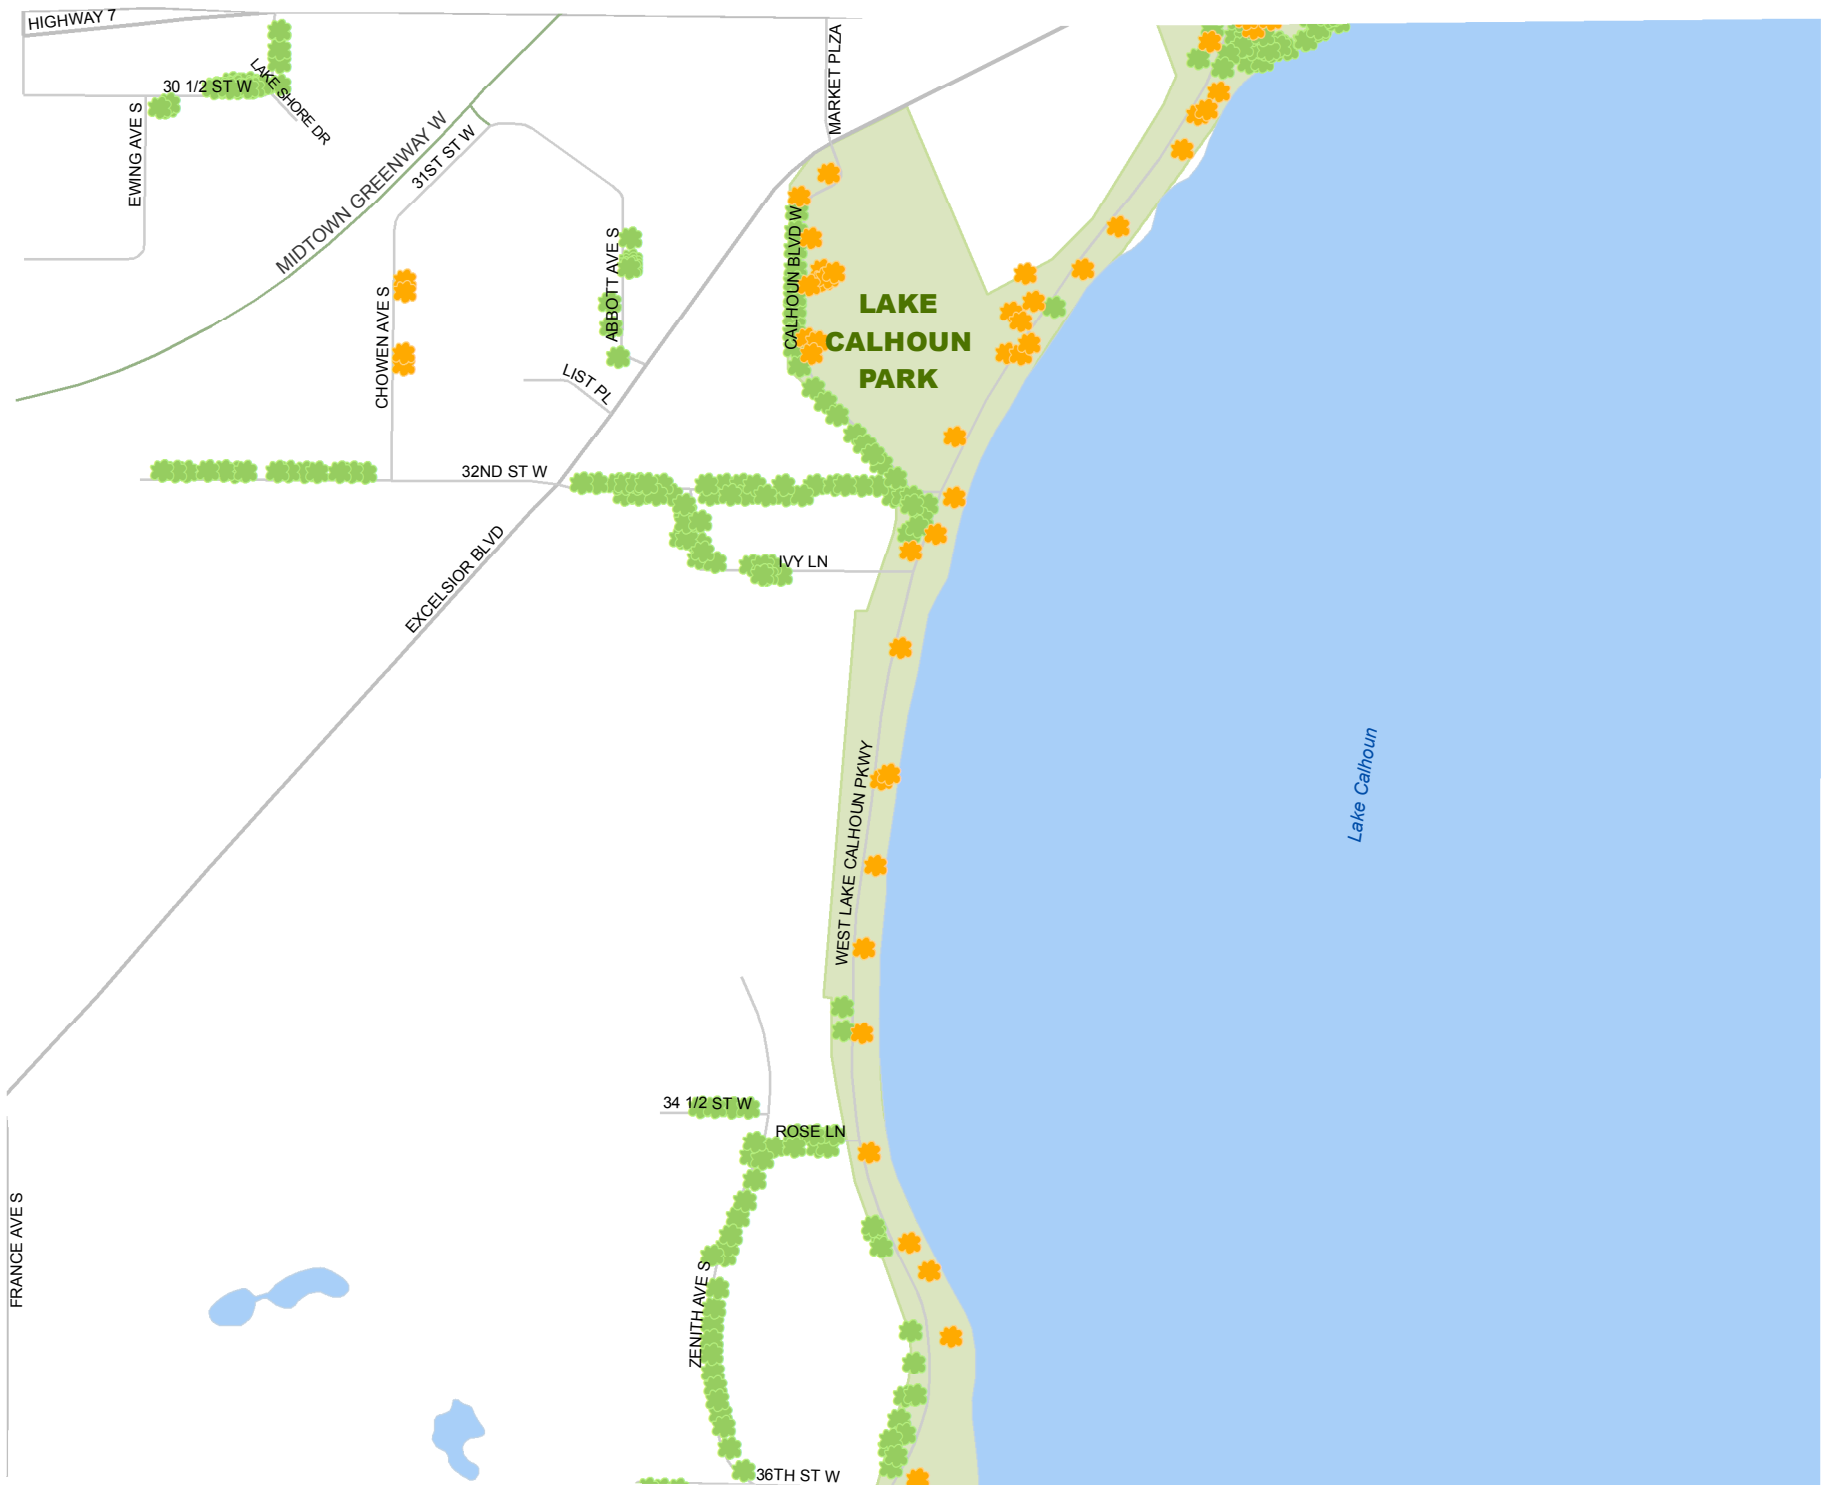 HIGHWAY 7
MARKET PLZA
30 1/2 ST W
LAKE SHORE DR
EWING AVE S
MIDTOWN GREENWAY W
31ST ST W
CHOWEN AVE S
ABBOTT AVE S
CALHOUN BLVD W
LAKE
CALHOUN
PARK
LIST PL
32ND ST W
EXCELSIOR BLVD
IVY LN
WEST LAKE CALHOUN PKWY
Lake Calhoun
34 1/2 ST W
ROSE LN
FRANCE AVE S
ZENITH AVE S
36TH ST W